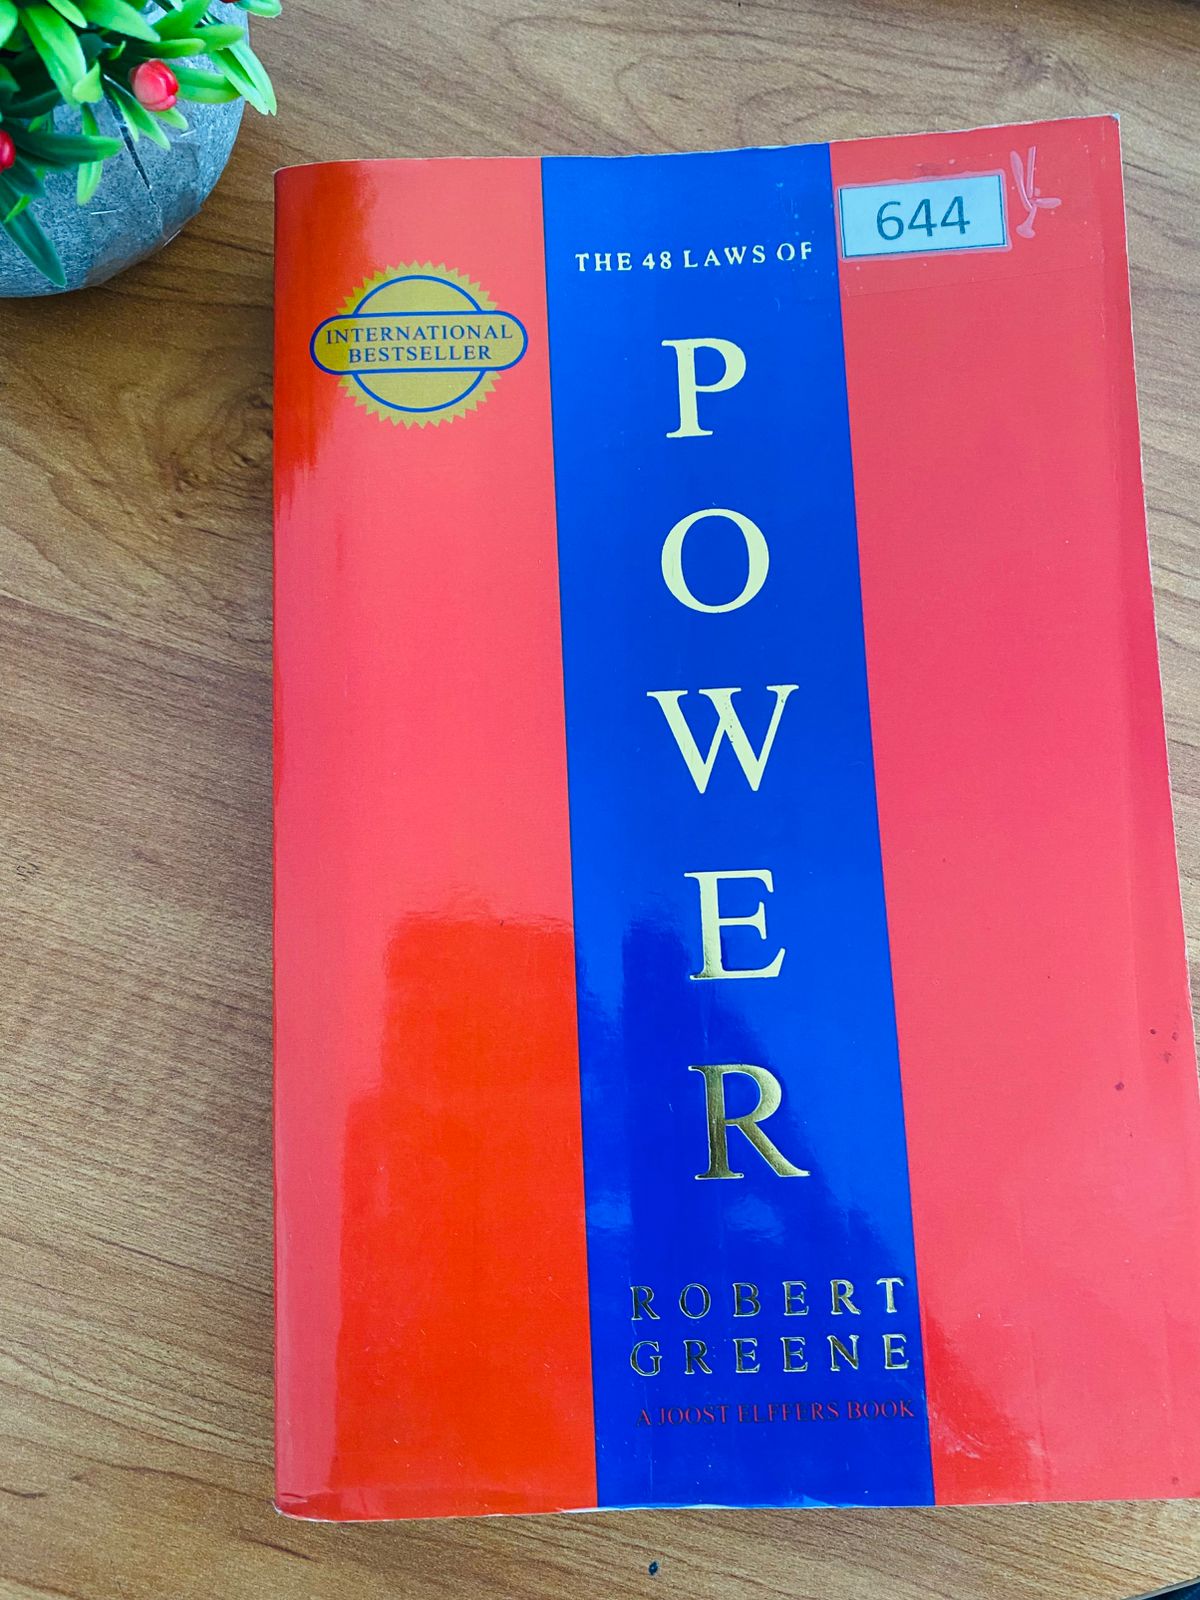 644
THE 48 LAWS OF
INTERNATIONAL
BESTSELLER
P
O
W
E
R
ROBERT
GREENE
A JOOST ELFFERS BOOK